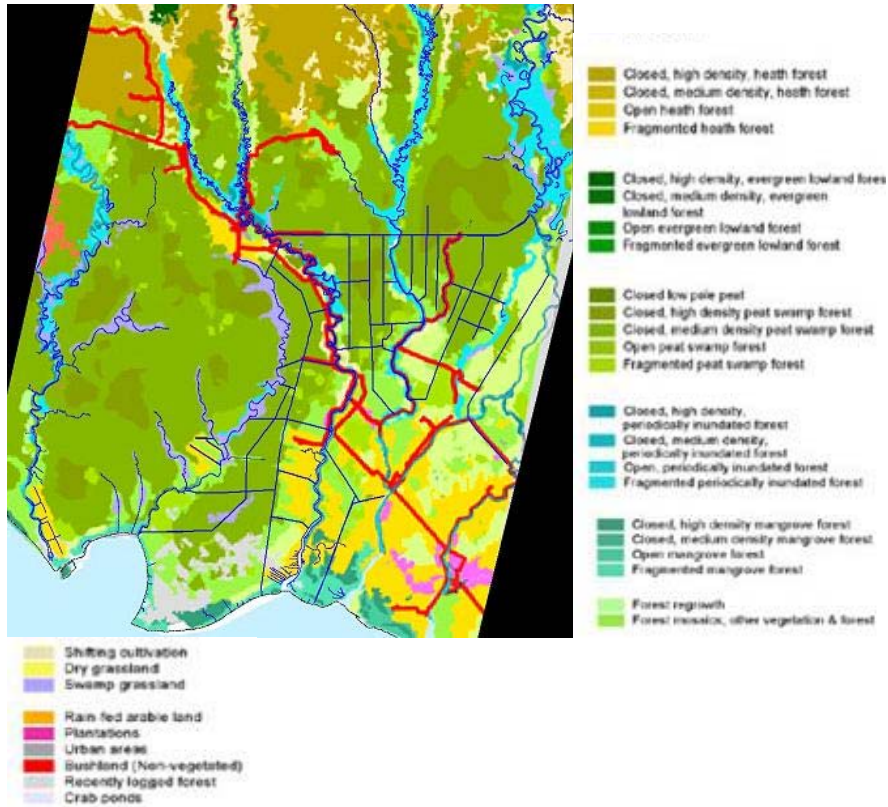 Closed, high density, heath forest
Closed, medium density, heath forest
Open heath forest
Fragmented heath forest
Closed, high density, evergreen lowland fores
Closed, medium density, evergreen
lowland forest
Open evergreen lowland forest
Fragmented evergreen lowland forest
Closed low pole peat
Closed, high density peat swamp forest
Closed, medium density peat swamp forest
Open peat swamp forest
Fragmented peat swamp forest
Closed, high density,
periodically inundated forest
Closed, medium density,
periodically inundated forest
Open, periodically inundated forest
Fragmented periodically inundated forest
Closed, high density mangrove forest
Closed, medium density mangrove forest
Open mangrove forest
Fragmented mangrove forest
Forest regrowth
Forest mosaics, other vegetation & forest
Shifting cultivation
Dry grassland
Swamp grassland
Rain fed arable land
Plantations
Urban areas
Bushland (Non-vegetated)
Recently logged forest
Crab ponds